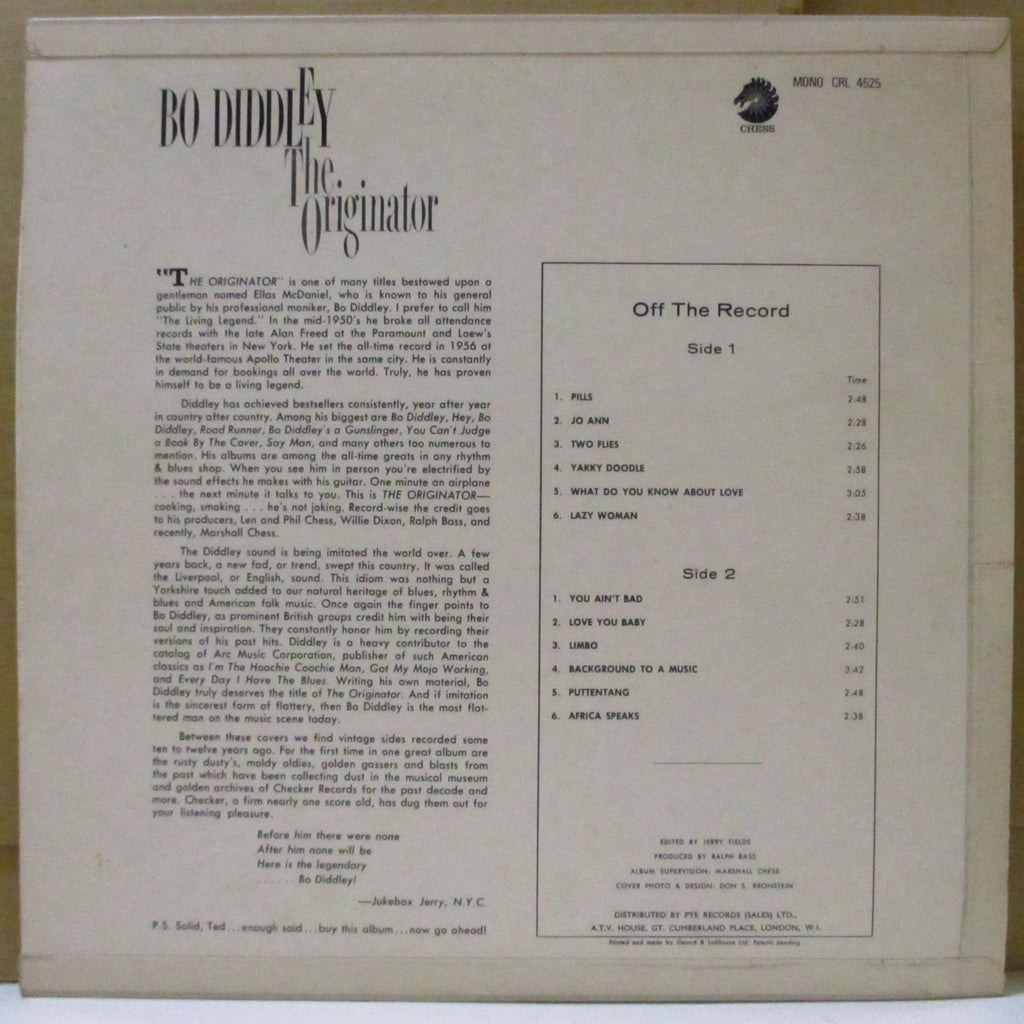 BO DIDDLEY
The
Originator
CHESS
MONO CRL 4525
"THE ORIGINATOR" is one of many titles bestowed upon a
gentleman named Ellas McDaniel, who is known to his general
public by his professional moniker, Bo Diddley. I prefer to call him
"The Living Legend." In the mid-1950's he broke all attendance
records with the late Alan Freed at the Paramount and Loew's
State theaters in New York. He set the all-time record in 1956 at
the world-famous Apollo Theater in the same city. He is constantly
in demand for bookings all over the world. Truly, he has proven
himself to be a living legend.
Diddley has achieved bestsellers consistently, year after year
in country after country. Among his biggest are Bo Diddley, Hey, Bo
Diddley, Road Runner, Bo Diddley's a Gunslinger, You Can't Judge
a Book By The Cover, Say Man, and many others too numerous to
mention. His albums are among the all-time greats in any rhythm
& blues shop. When you see him in person you're electrified by
the sound effects he makes with his guitar. One minute an airplane
. . . the next minute it talks to you. This is THE ORIGINATOR—
cooking, smoking . . . he's not joking. Record-wise the credit goes
to his producers, Len and Phil Chess, Willie Dixon, Ralph Bass, and
recently, Marshall Chess.
The Diddley sound is being imitated the world over. A few
years back, a new fad, or trend, swept this country. It was called
the Liverpool, or English, sound. This idiom was nothing but a
Yorkshire touch added to our natural heritage of blues, rhythm &
blues and American folk music. Once again the finger points to
Bo Diddley, as prominent British groups credit him with being their
soul and inspiration. They constantly honor him by recording their
versions of his past hits. Diddley is a heavy contributor to the
catalog of Arc Music Corporation, publisher of such American
classics as I'm The Hoochie Coochie Man, Got My Mojo Working,
and Every Day I Have The Blues. Writing his own material, Bo
Diddley truly deserves the title of The Originator. And if imitation
is the sincerest form of flattery, then Bo Diddley is the most flat-
tered man on the music scene today.
Between these covers we find vintage sides recorded some
ten to twelve years ago. For the first time in one great album are
the rusty dusty's, moldy oldies, golden gassers and blasts from
the past which have been collecting dust in the musical museum
and golden archives of Checker Records for the past decade and
more. Checker, a firm nearly one score old, has dug them out for
your listening pleasure.
Before him there were none
After him none will be
Here is the legendary
. . . . . . Bo Diddley!
—Jukebox Jerry, N.Y.C.
P.S. Solid, Ted . . . enough said . . . buy this album . . . now go ahead!
Off The Record
Side 1
Time
1. PILLS 2:48
2. JO ANN 2:28
3. TWO FLIES 2:26
4. YAKKY DOODLE 2:58
5. WHAT DO YOU KNOW ABOUT LOVE 3:05
6. LAZY WOMAN 2:38
Side 2
1. YOU AIN'T BAD 2:51
2. LOVE YOU BABY 2:28
3. LIMBO 2:40
4. BACKGROUND TO A MUSIC 3:42
5. PUTTENTANG 2:48
6. AFRICA SPEAKS 2:38
EDITED BY JERRY FIELDS
PRODUCED BY RALPH BASS
ALBUM SUPERVISION: MARSHALL CHESS
COVER PHOTO & DESIGN: DON S. BRONSTEIN
DISTRIBUTED BY PYE RECORDS (SALES) LTD.,
A.T.V. HOUSE, GT. CUMBERLAND PLACE, LONDON, W.I.
Printed and made by Garrod & Lofthouse Ltd. Patents pending